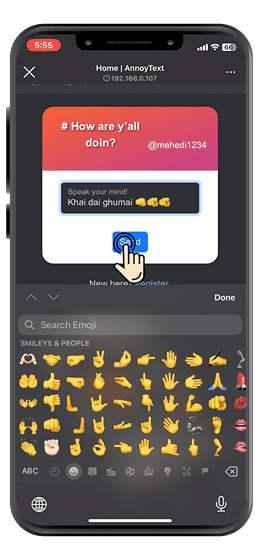 5:55
66
Home | AnnoyText
192.168.0.107
# How are y'all
doin?
@mehedi1234
Speak your mind!
Khai dai ghumai 🫵🫵🫵
Send
New here? Register
Done
Search Emoji
SMILEYS & PEOPLE
ABC